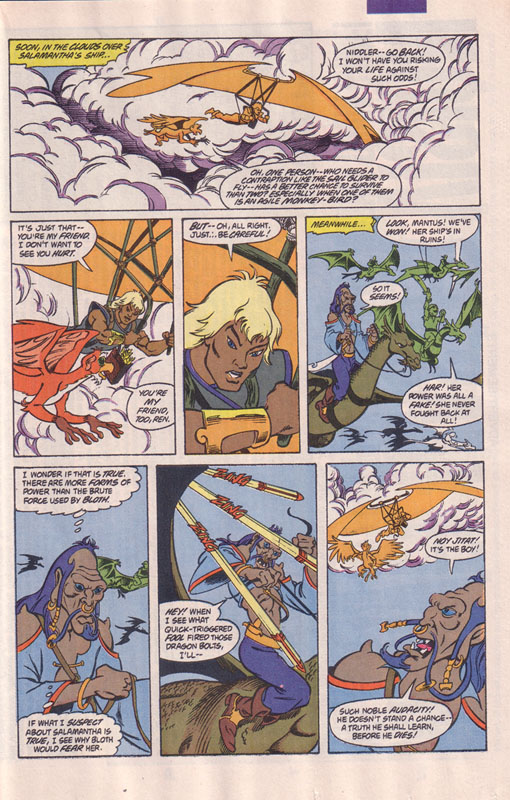 SOON, IN THE CLOUDS OVER
SALAMANTHA'S SHIP...
NIDDLER--GO BACK!
I WON'T HAVE YOU RISKING
YOUR LIFE AGAINST
SUCH ODDS!
OH, ONE PERSON--WHO NEEDS A
CONTRAPTION LIKE THE SAIL GLIDER TO
FLY--HAS A BETTER CHANCE TO SURVIVE
THAN TWO? ESPECIALLY WHEN ONE OF THEM
IS AN AGILE MONKEY-BIRD?
IT'S JUST THAT--
YOU'RE MY FRIEND.
I DON'T WANT TO
SEE YOU HURT.
YOU'RE
MY
FRIEND,
TOO, REN.
BUT--OH, ALL RIGHT.
JUST... BE CAREFUL!
MEANWHILE...
LOOK, MANTUS! WE'VE
WON! HER SHIP'S IN
RUINS!
SO IT
SEEMS!
HAR! HER
POWER WAS ALL A
FAKE! SHE NEVER
FOUGHT BACK AT
ALL!
I WONDER IF THAT IS TRUE.
THERE ARE MORE FORMS OF
POWER THAN THE BRUTE
FORCE USED BY BLOTH.
IF WHAT I SUSPECT
ABOUT SALAMANTHA IS
TRUE, I SEE WHY BLOTH
WOULD FEAR HER.
ZZING
ZZING
ZZING
HEY! WHEN
I SEE WHAT
QUICK-TRIGGERED
FOOL FIRED THOSE
DRAGON BOLTS,
I'LL--
NOY JITAT!
IT'S THE BOY!
SUCH NOBLE AUDACITY!
HE DOESN'T STAND A CHANGE--
A TRUTH HE SHALL LEARN,
BEFORE HE DIES!